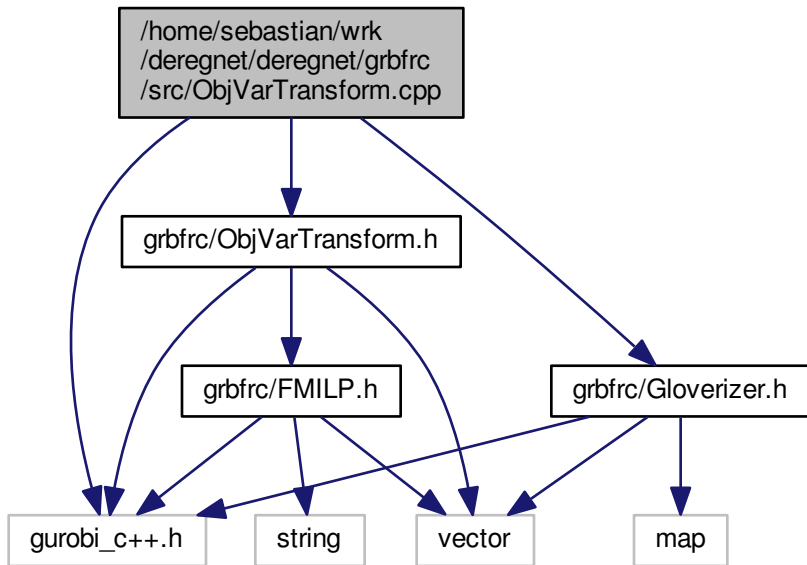 /home/sebastian/wrk
/deregnet/deregnet/grbfrc
/src/ObjVarTransform.cpp
grbfrc/ObjVarTransform.h
grbfrc/FMILP.h
grbfrc/Gloverizer.h
gurobi_c++.h
string
vector
map